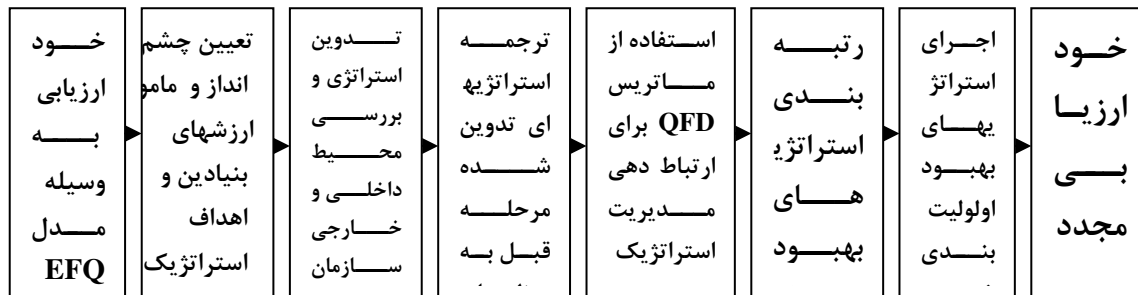 خود
ارزیابی
به
وسیله
مدل
EFQ
تعیین چشم
انداز و مامو
ارزشهای
بنیادین و
اهداف
استراتژیک
تدوین
استراتژی و
بررسی
محیط
داخلی و
خارجی
سازمان
ترجمه
استراتژیه
ای تدوین
شده
مرحله
قبل به
استفاده از
ماتریس
QFD برای
ارتباط دهی
مدیریت
استراتژیک
رتبه
بندی
استراتژی
های
بهبود
اجرای
استراتژ
یهای
بهبود
اولویت
بندی
خود
ارزیا
بی
مجدد